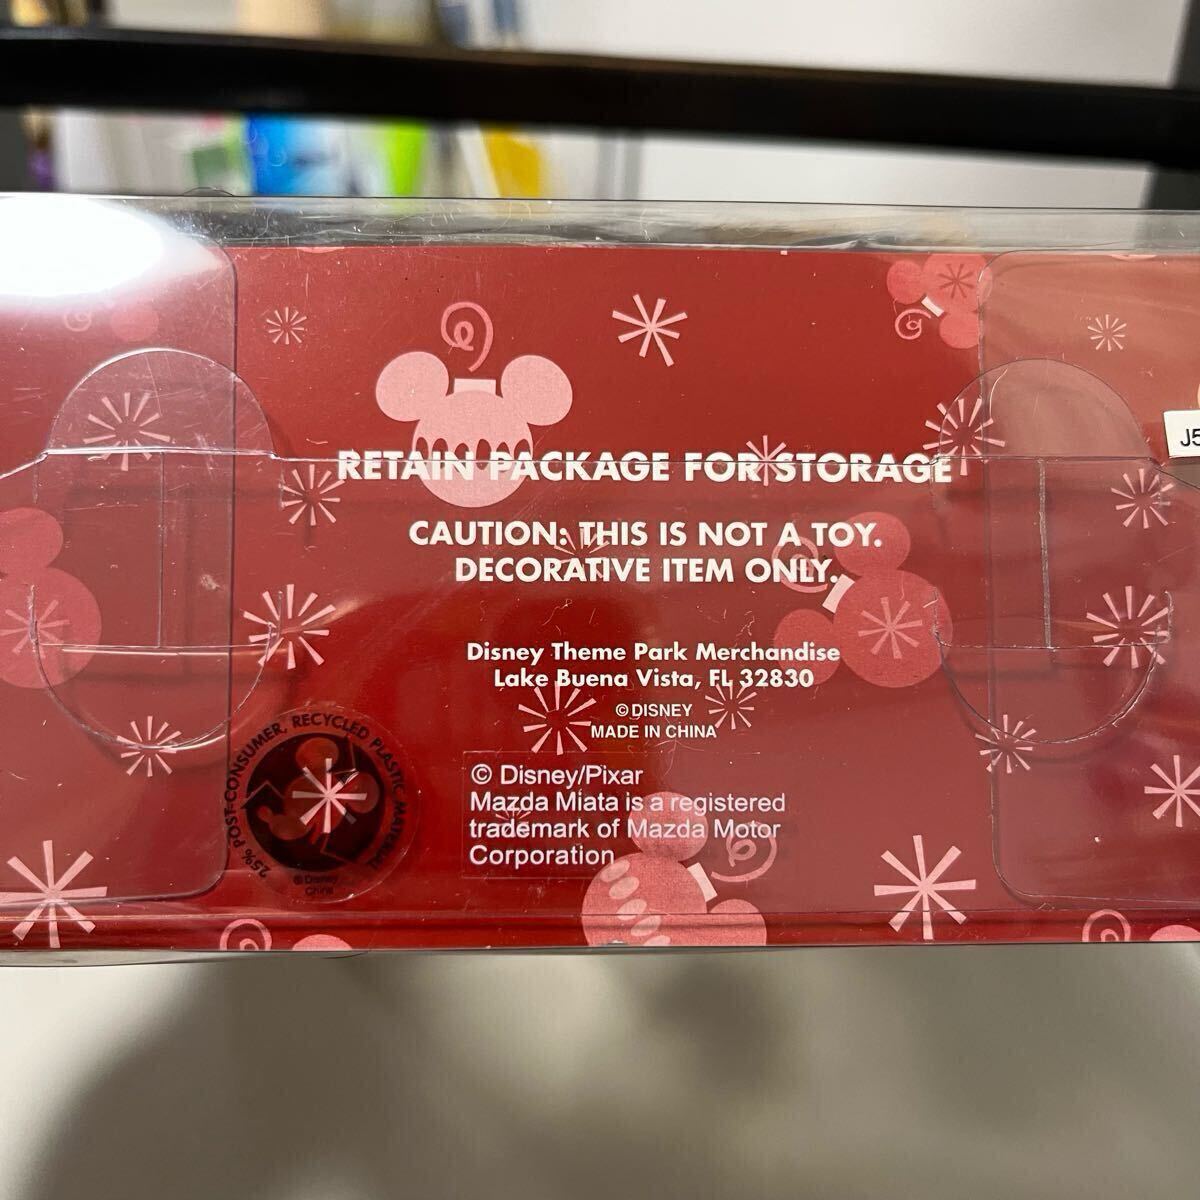 J5
RETAIN PACKAGE FOR STORAGE
CAUTION: THIS IS NOT A TOY.
DECORATIVE ITEM ONLY.
Disney Theme Park Merchandise
Lake Buena Vista, FL 32830
© DISNEY
MADE IN CHINA
© Disney/Pixar
Mazda Miata is a registered
trademark of Mazda Motor
Corporation
25% POST-CONSUMER, RECYCLED PLASTIC MATERIAL
© Disney
China